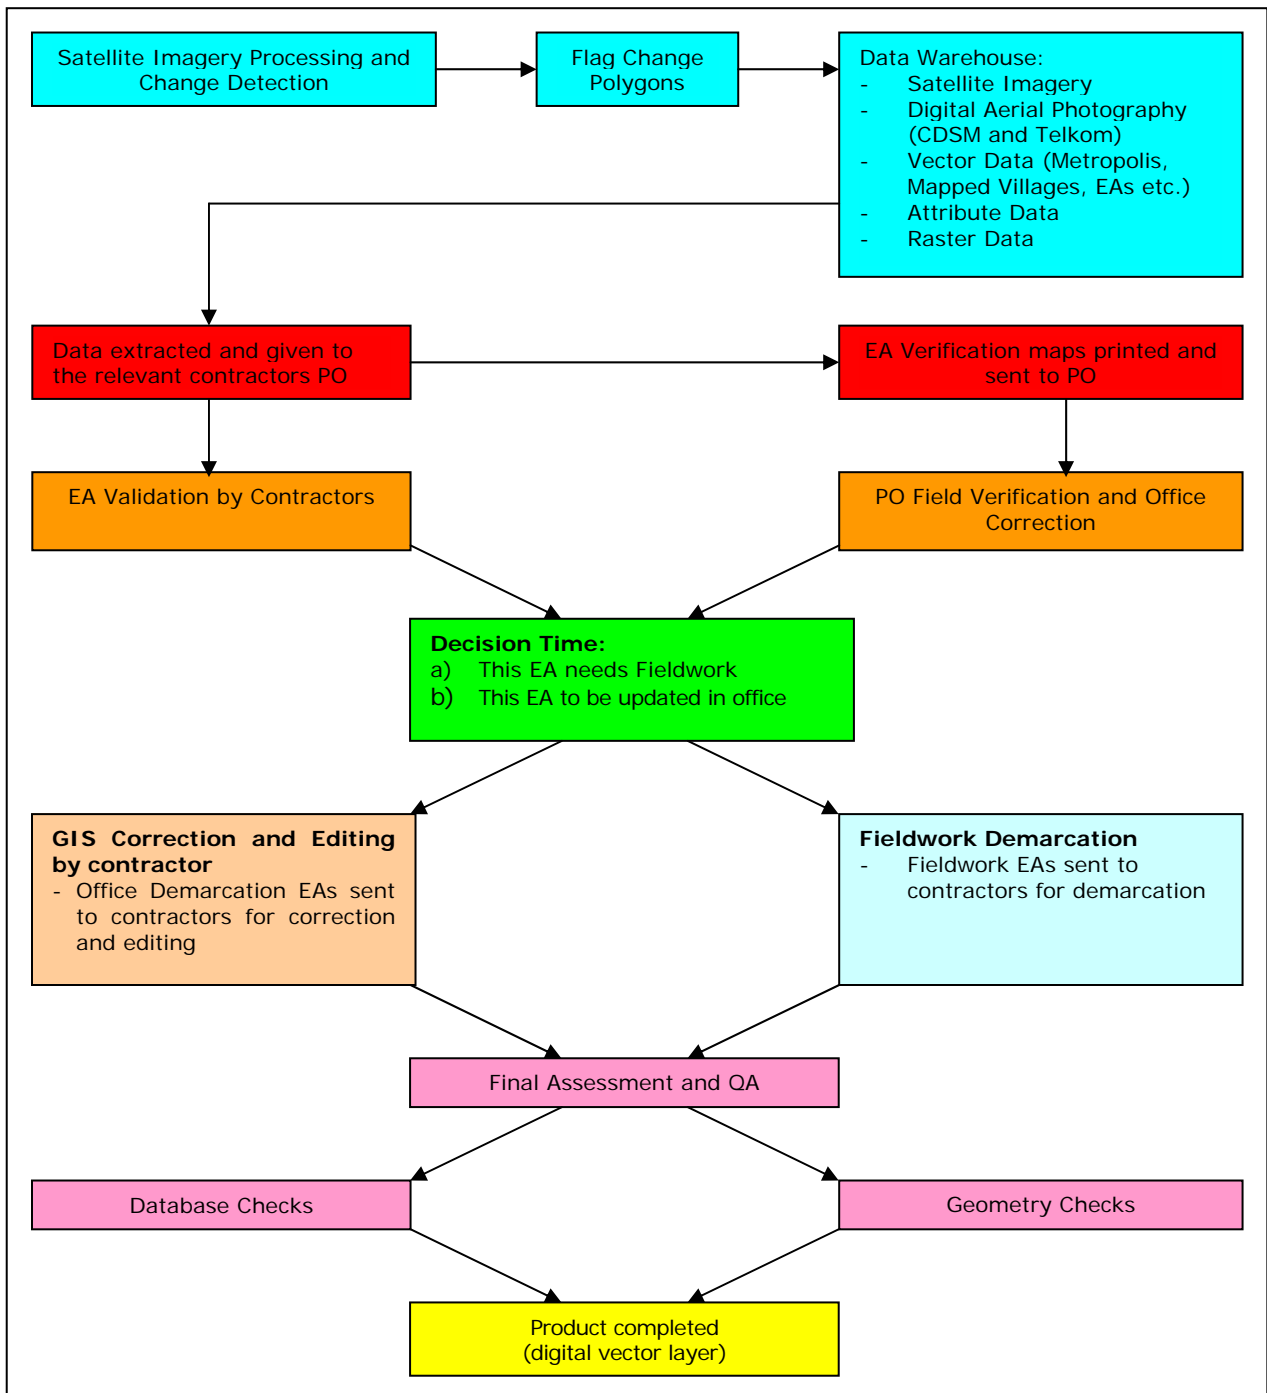 Satellite Imagery Processing and
Change Detection
Flag Change
Polygons
Data Warehouse:
- Satellite Imagery
- Digital Aerial Photography
(CDSM and Telkom)
- Vector Data (Metropolis,
Mapped Villages, EAs etc.)
- Attribute Data
- Raster Data
Data extracted and given to
the relevant contractors PO
EA Verification maps printed and
sent to PO
EA Validation by Contractors
PO Field Verification and Office
Correction
Decision Time:
a) This EA needs Fieldwork
b) This EA to be updated in office
GIS Correction and Editing
by contractor
- Office Demarcation EAs sent
to contractors for correction
and editing
Fieldwork Demarcation
- Fieldwork EAs sent to
contractors for demarcation
Final Assessment and QA
Database Checks
Geometry Checks
Product completed
(digital vector layer)